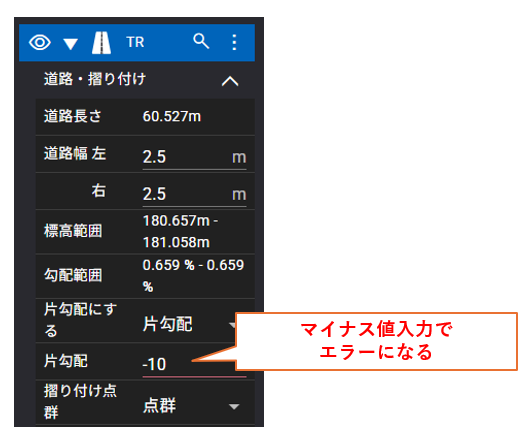 TR
道路・摺り付け
道路長さ 60.527m
道路幅 左 2.5 m
右 2.5 m
標高範囲 180.657m - 181.058m
勾配範囲 0.659 % - 0.659 %
片勾配にする 片勾配
片勾配 -10
摺り付け点群 点群
マイナス値入力で
エラーになる